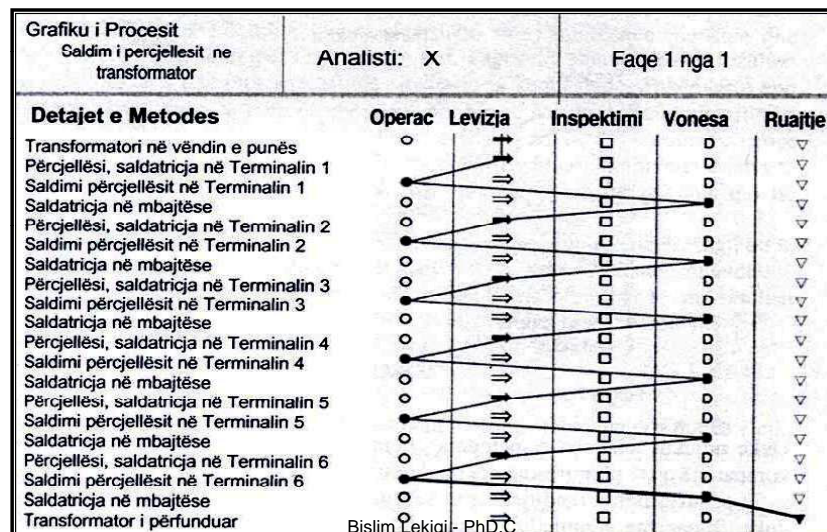 Grafiku i Procesit
Saldim i percjellesit ne
transformator
Analisti: X
Faqe 1 nga 1
Detajet e Metodes
Operac Levizja Inspektimi Vonesa Ruajtje
Transformatori në vëndin e punës
Përcjellësi, saldatricja në Terminalin 1
Saldimi përcjellësit në Terminalin 1
Saldatricja në mbajtëse
Përcjellësi, saldatricja në Terminalin 2
Saldimi përcjellësit në Terminalin 2
Saldatricja në mbajtëse
Përcjellësi, saldatricja në Terminalin 3
Saldimi përcjellësit në Terminalin 3
Saldatricja në mbajtëse
Përcjellësi, saldatricja në Terminalin 4
Saldimi përcjellësit në Terminalin 4
Saldatricja në mbajtëse
Përcjellësi, saldatricja në Terminalin 5
Saldimi përcjellësit në Terminalin 5
Saldatricja në mbajtëse
Përcjellësi, saldatricja në Terminalin 6
Saldimi përcjellësit në Terminalin 6
Saldatricja në mbajtëse
Transformator i përfunduar
Bislim Lekiqi- PhD.C